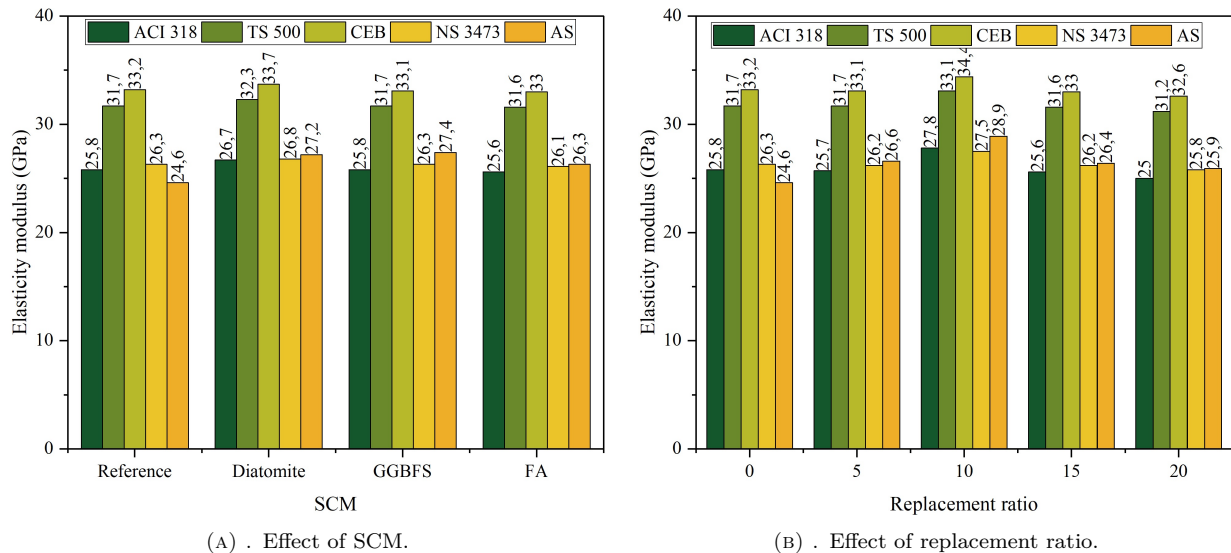 ACI 318 TS 500 CEB NS 3473 AS
40
30
20
10
0
Elasticity modulus (GPa)
25,8 31,7 33,2 26,3 24,6
26,7 32,3 33,7 26,8 27,2
25,8 31,7 33,1 26,3 27,4
25,6 31,6 33 26,1 26,3
Reference Diatomite GGBFS FA
SCM
(A) . Effect of SCM.
ACI 318 TS 500 CEB NS 3473 AS
40
30
20
10
0
Elasticity modulus (GPa)
25,8 31,7 33,2 26,3 24,6
25,7 31,7 33,1 26,2 26,6
27,8 33,1 34,4 27,5 28,9
25,6 31,6 33 26,2 26,4
25 31,2 32,6 25,8 25,9
0 5 10 15 20
Replacement ratio
(B) . Effect of replacement ratio.